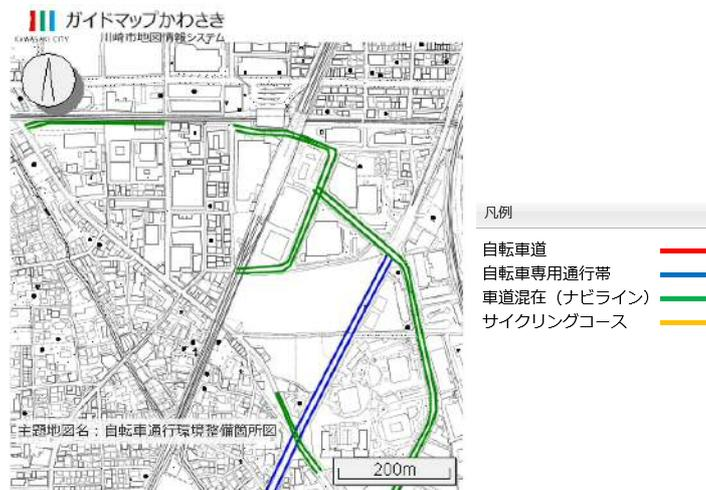 ガイドマップかわさき
KAWASAKI CITY
川崎市地図情報システム
主題地図名：自転車通行環境整備箇所図
200m
凡例
自転車道
自転車専用通行帯
車道混在（ナビライン）
サイクリングコース